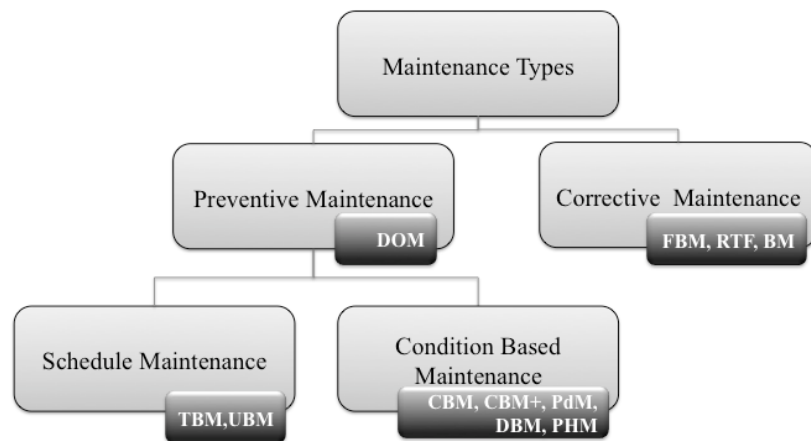 Maintenance Types
Preventive Maintenance
DOM
Corrective Maintenance
FBM, RTF, BM
Schedule Maintenance
TBM,UBM
Condition Based
Maintenance
CBM, CBM+, PdM,
DBM, PHM